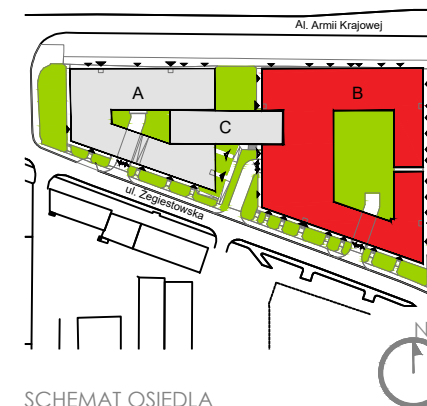 Al. Armii Krajowej
A
B
C
ul. Żegiestowska
N
SCHEMAT OSIEDLA